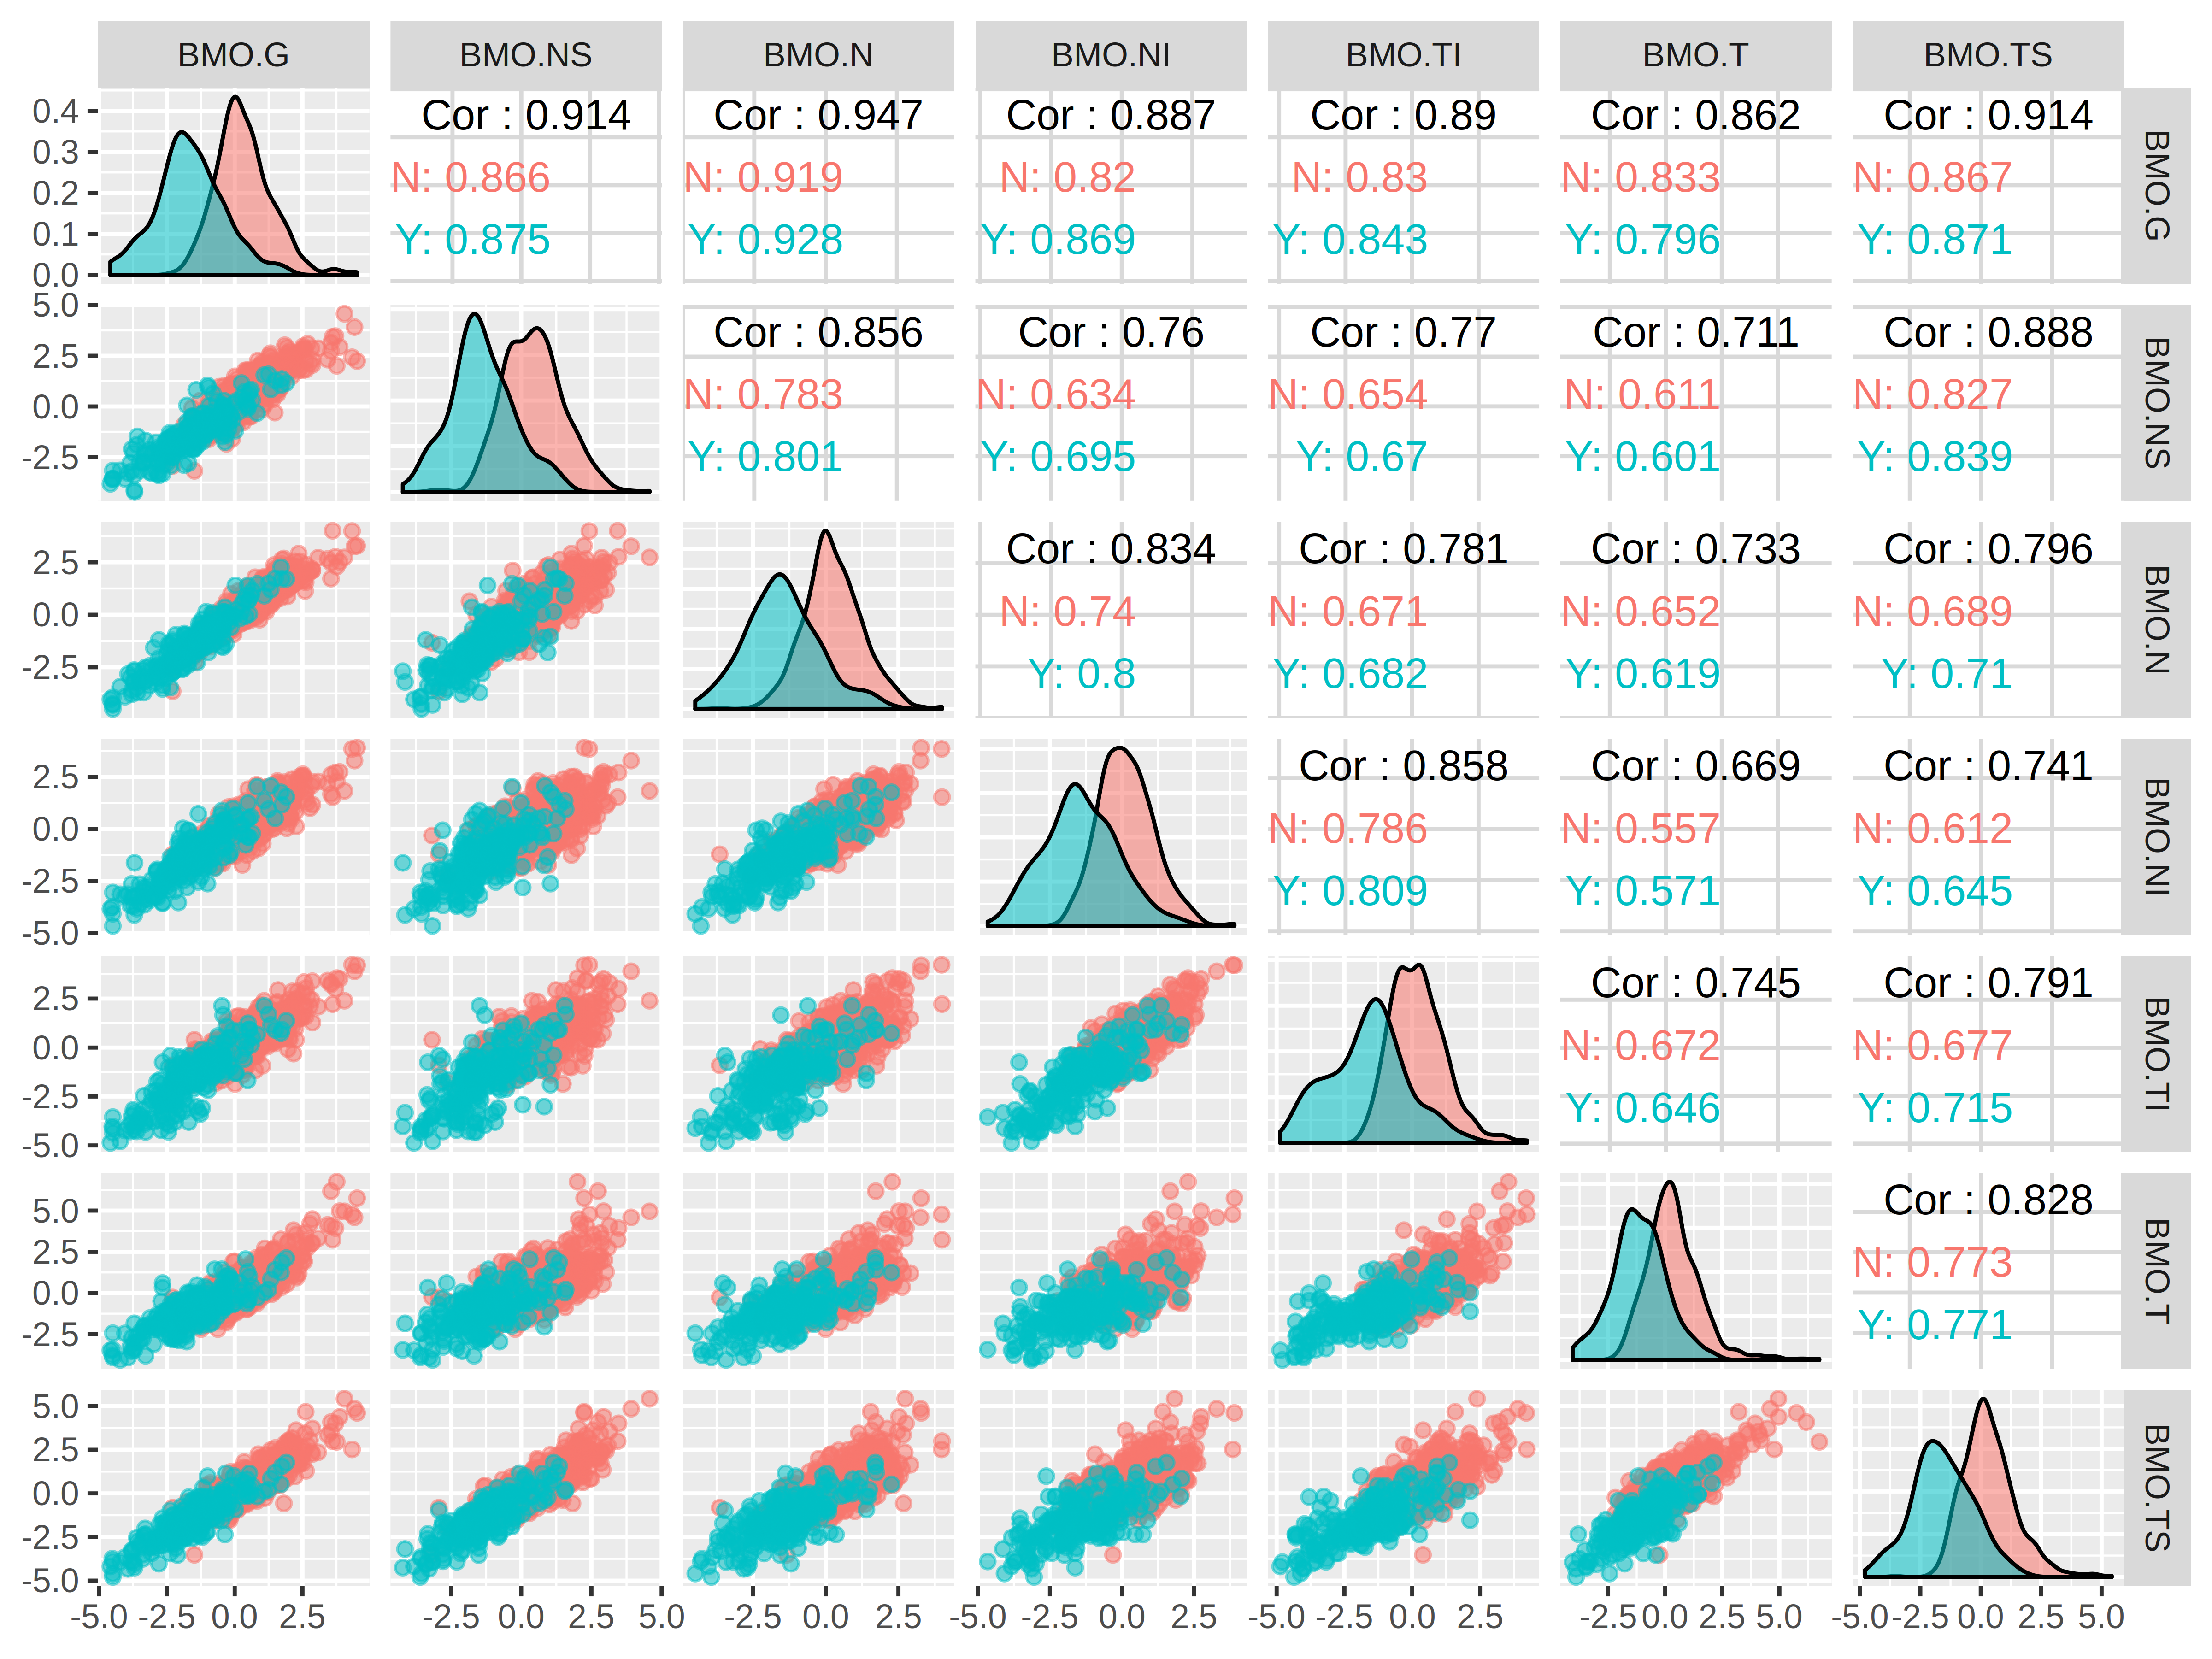 BMO.G BMO.NS BMO.N BMO.NI BMO.TI BMO.T BMO.TS
0.4
0.3
0.2
0.1
0.0
Cor : 0.914
N: 0.866
Y: 0.875
Cor : 0.947
N: 0.919
Y: 0.928
Cor : 0.887
N: 0.82
Y: 0.869
Cor : 0.89
N: 0.83
Y: 0.843
Cor : 0.862
N: 0.833
Y: 0.796
Cor : 0.914
N: 0.867
Y: 0.871
BMO.G
5.0
2.5
0.0
-2.5
Cor : 0.856
N: 0.783
Y: 0.801
Cor : 0.76
N: 0.634
Y: 0.695
Cor : 0.77
N: 0.654
Y: 0.67
Cor : 0.711
N: 0.611
Y: 0.601
Cor : 0.888
N: 0.827
Y: 0.839
BMO.NS
2.5
0.0
-2.5
Cor : 0.834
N: 0.74
Y: 0.8
Cor : 0.781
N: 0.671
Y: 0.682
Cor : 0.733
N: 0.652
Y: 0.619
Cor : 0.796
N: 0.689
Y: 0.71
BMO.N
2.5
0.0
-2.5
-5.0
Cor : 0.858
N: 0.786
Y: 0.809
Cor : 0.669
N: 0.557
Y: 0.571
Cor : 0.741
N: 0.612
Y: 0.645
BMO.NI
2.5
0.0
-2.5
-5.0
Cor : 0.745
N: 0.672
Y: 0.646
Cor : 0.791
N: 0.677
Y: 0.715
BMO.TI
5.0
2.5
0.0
-2.5
Cor : 0.828
N: 0.773
Y: 0.771
BMO.T
5.0
2.5
0.0
-2.5
-5.0
BMO.TS
-5.0 -2.5 0.0 2.5
-2.5 0.0 2.5 5.0
-2.5 0.0 2.5
-5.0 -2.5 0.0 2.5
-5.0 -2.5 0.0 2.5
-2.5 0.0 2.5 5.0
-5.0 -2.5 0.0 2.5 5.0